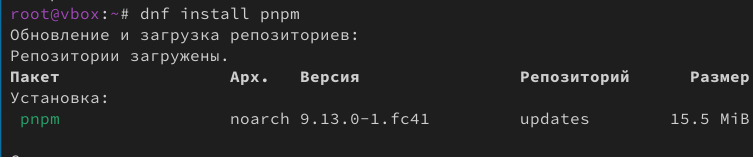 root@vbox:~# dnf install pnpm
Обновление и загрузка репозиториев:
Репозитории загружены.
Пакет Арх. Версия Репозиторий Размер
Установка:
pnpm noarch 9.13.0-1.fc41 updates 15.5 MiB